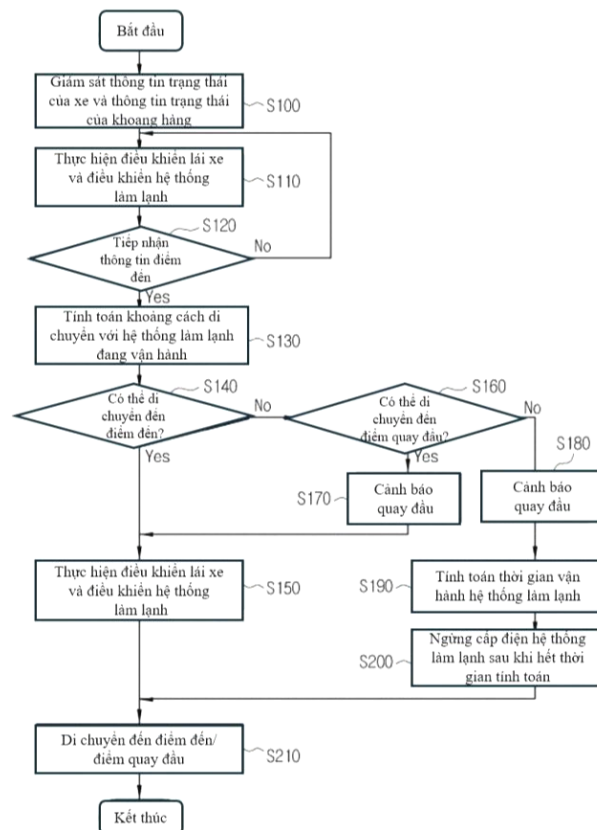 Bắt đầu
Giám sát thông tin trạng thái
của xe và thông tin trạng thái
của khoang hàng
S100
Thực hiện điều khiển lái xe
và điều khiển hệ thống
làm lạnh
S110
S120
Tiếp nhận
thông tin điểm
đến
No
Yes
Tính toán khoảng cách di
chuyển với hệ thống làm lạnh
đang vận hành
S130
S140
Có thể di
chuyển đến
điểm đến?
No
Yes
S160
Có thể di
chuyển đến
điểm quay đầu?
No
Yes
S170
Cảnh báo
quay đầu
S180
Cảnh báo
quay đầu
Thực hiện điều khiển lái xe
và điều khiển hệ thống
làm lạnh
S150
S190
Tính toán thời gian vận
hành hệ thống làm lạnh
S200
Ngừng cấp điện hệ thống
làm lạnh sau khi hết thời
gian tính toán
Di chuyển đến điểm đến/
điểm quay đầu
S210
Kết thúc